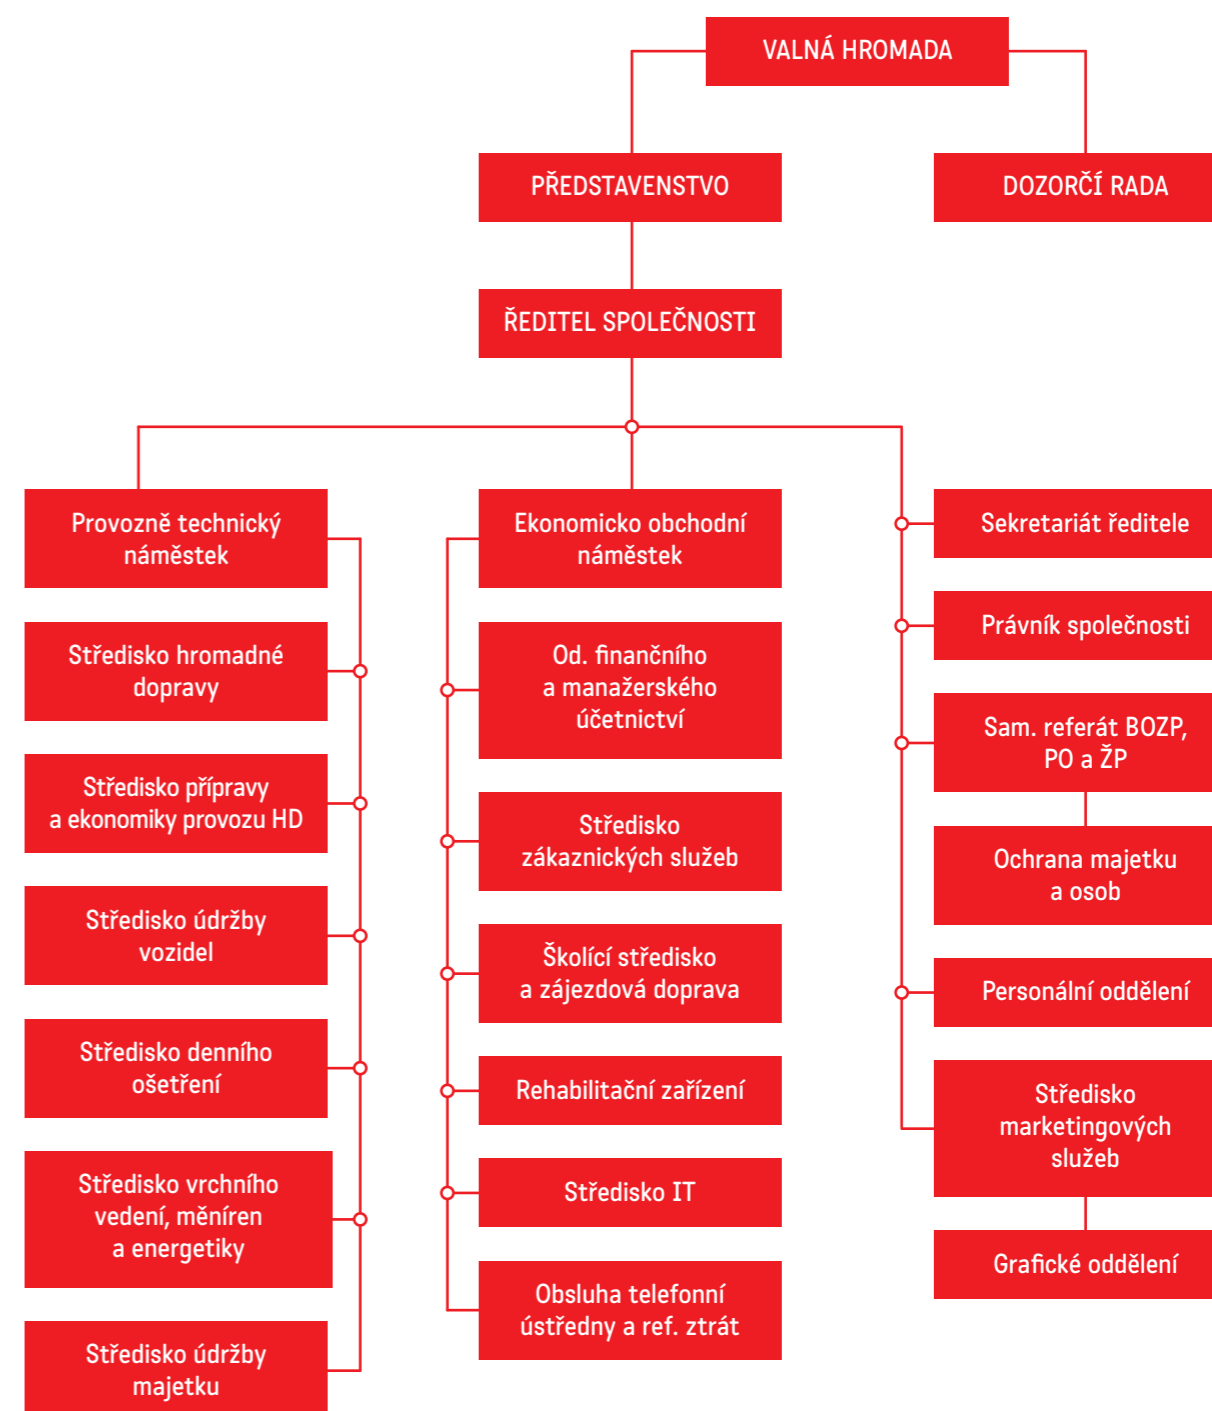 VALNÁ HROMADA
PŘEDSTAVENSTVO
DOZORČÍ RADA
ŘEDITEL SPOLEČNOSTI
Provozně technický
náměstek
Středisko hromadné
dopravy
Středisko přípravy
a ekonomiky provozu HD
Středisko údržby
vozidel
Středisko denního
ošetření
Středisko vrchního
vedení, měníren
a energetiky
Středisko údržby
majetku
Ekonomicko obchodní
náměstek
Od. finančního
a manažerského
účetnictví
Středisko
zákaznických služeb
Školící středisko
a zájezdová doprava
Rehabilitační zařízení
Středisko IT
Obsluha telefonní
ústředny a ref. ztrát
Sekretariát ředitele
Právník společnosti
Sam. referát BOZP,
PO a ŽP
Ochrana majetku
a osob
Personální oddělení
Středisko
marketingových
služeb
Grafické oddělení